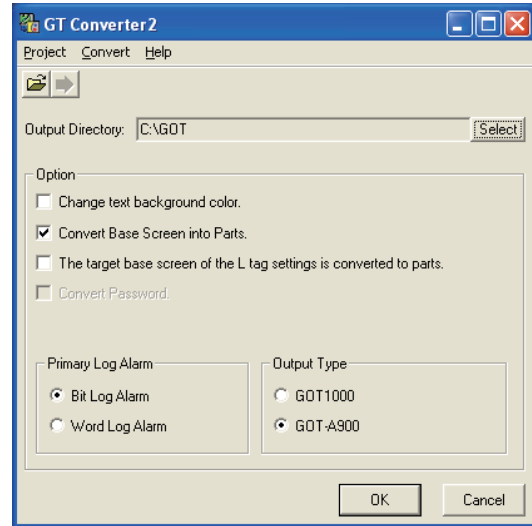 GT Converter2
Project Convert Help
Output Directory: C:\GOT Select
Option
Change text background color.
Convert Base Screen into Parts.
The target base screen of the L tag settings is converted to parts.
Convert Password.
Primary Log Alarm
Bit Log Alarm
Word Log Alarm
Output Type
GOT1000
GOT-A900
OK Cancel